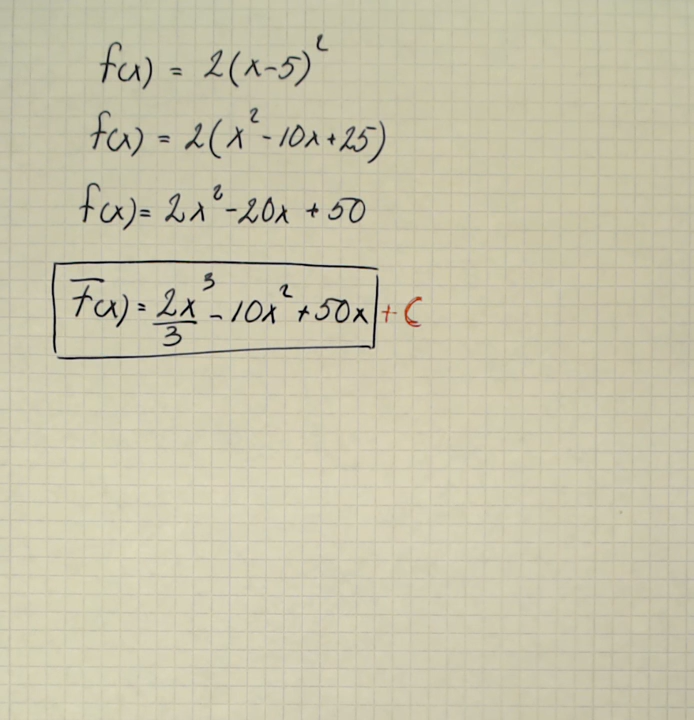 f(x) = 2(x-5)²
f(x) = 2(x²-10x+25)
f(x)= 2x²-20x+50
F(x) = 2x³/3 - 10x²+50x + C